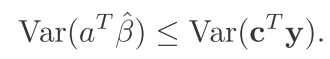 Var(a^T β̂) ≤ Var(c^T y).